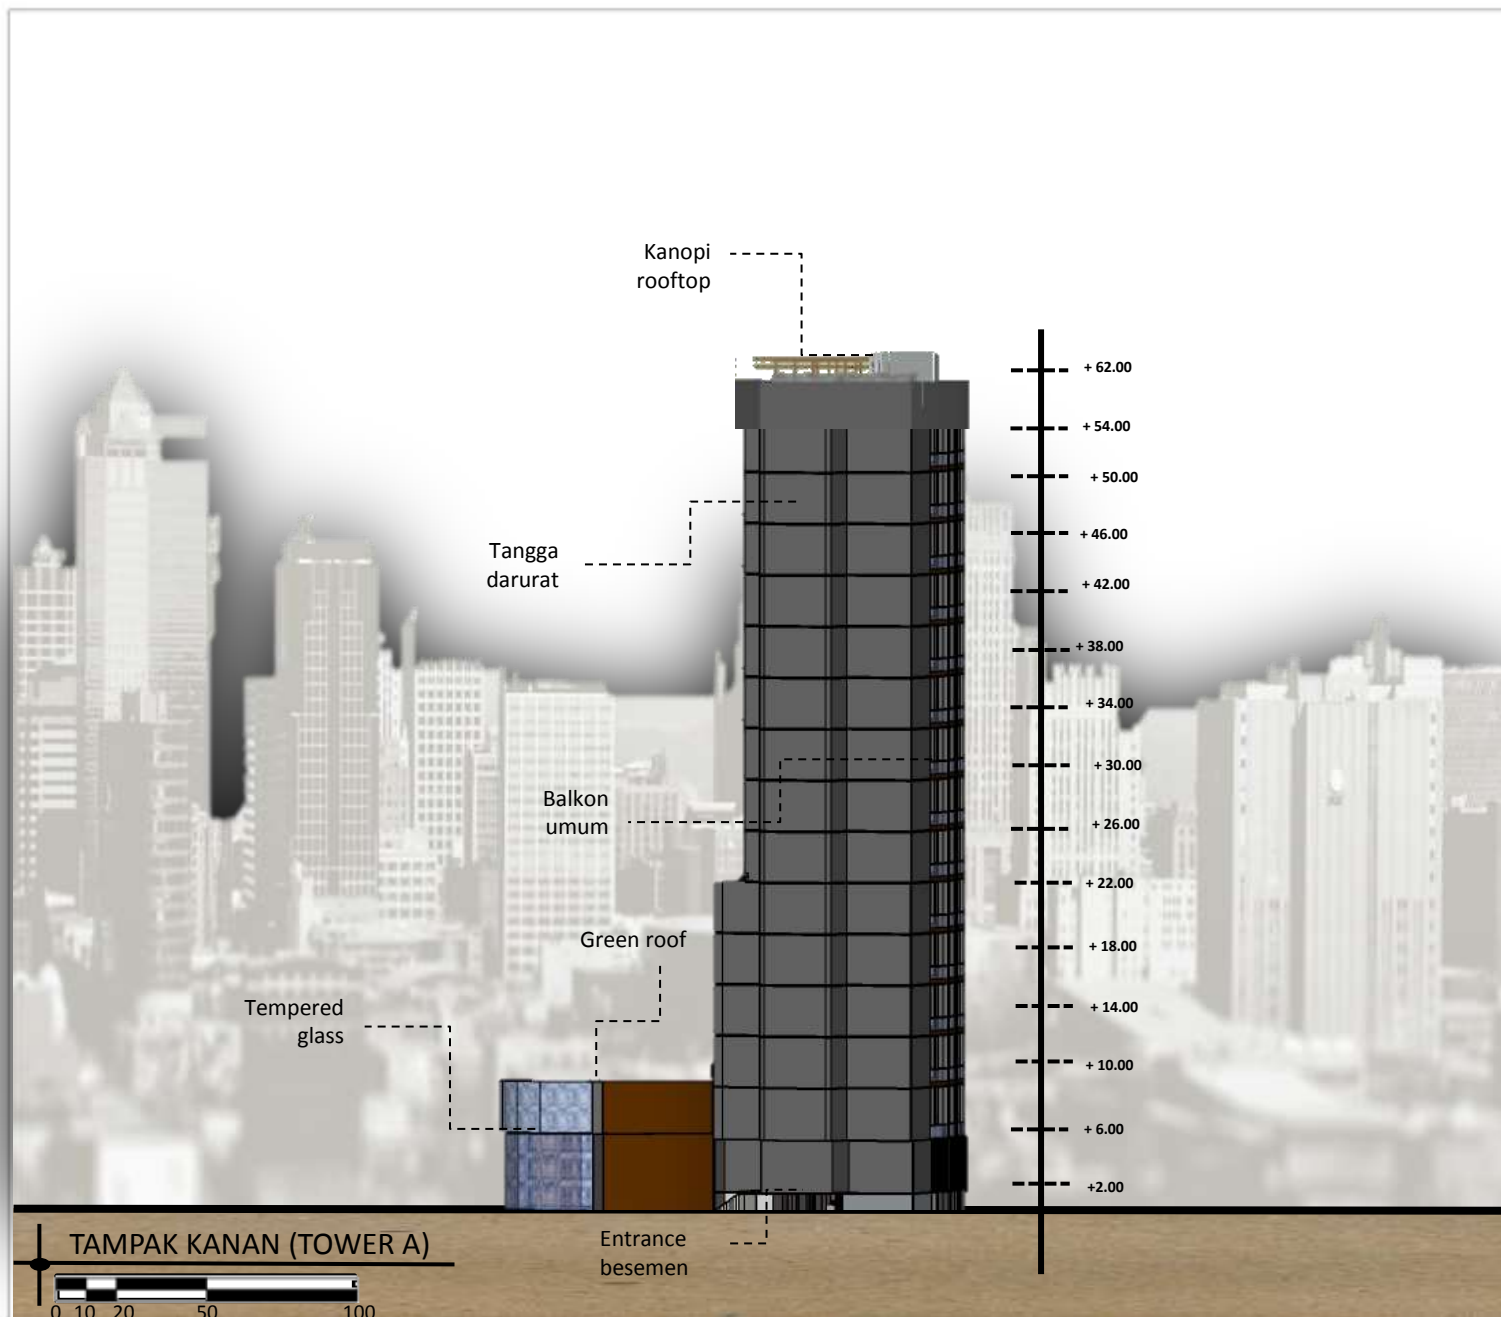 Kanopi
rooftop
+ 62.00
+ 54.00
+ 50.00
+ 46.00
Tangga
darurat
+ 42.00
+ 38.00
+ 34.00
+ 30.00
Balkon
umum
+ 26.00
+ 22.00
Green roof
+ 18.00
Tempered
glass
+ 14.00
+ 10.00
+ 6.00
+2.00
Entrance
besemen
TAMPAK KANAN (TOWER A)
0 10 20 50 100